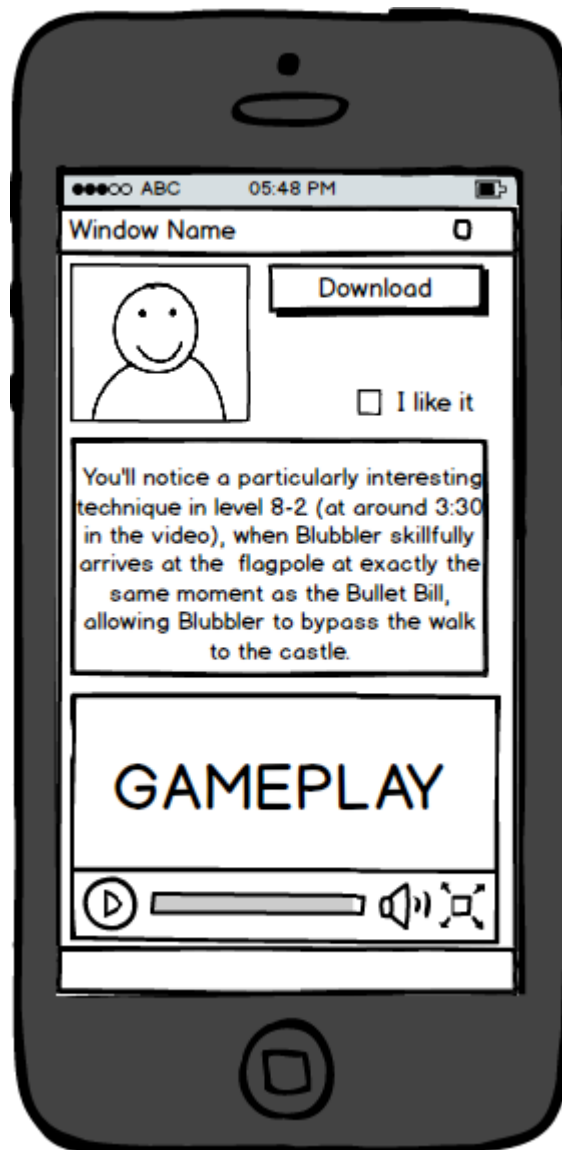 ABC 05:48 PM
Window Name
Download
I like it
You'll notice a particularly interesting
technique in level 8-2 (at around 3:30
in the video), when Blubbler skillfully
arrives at the flagpole at exactly the
same moment as the Bullet Bill,
allowing Blubbler to bypass the walk
to the castle.
GAMEPLAY